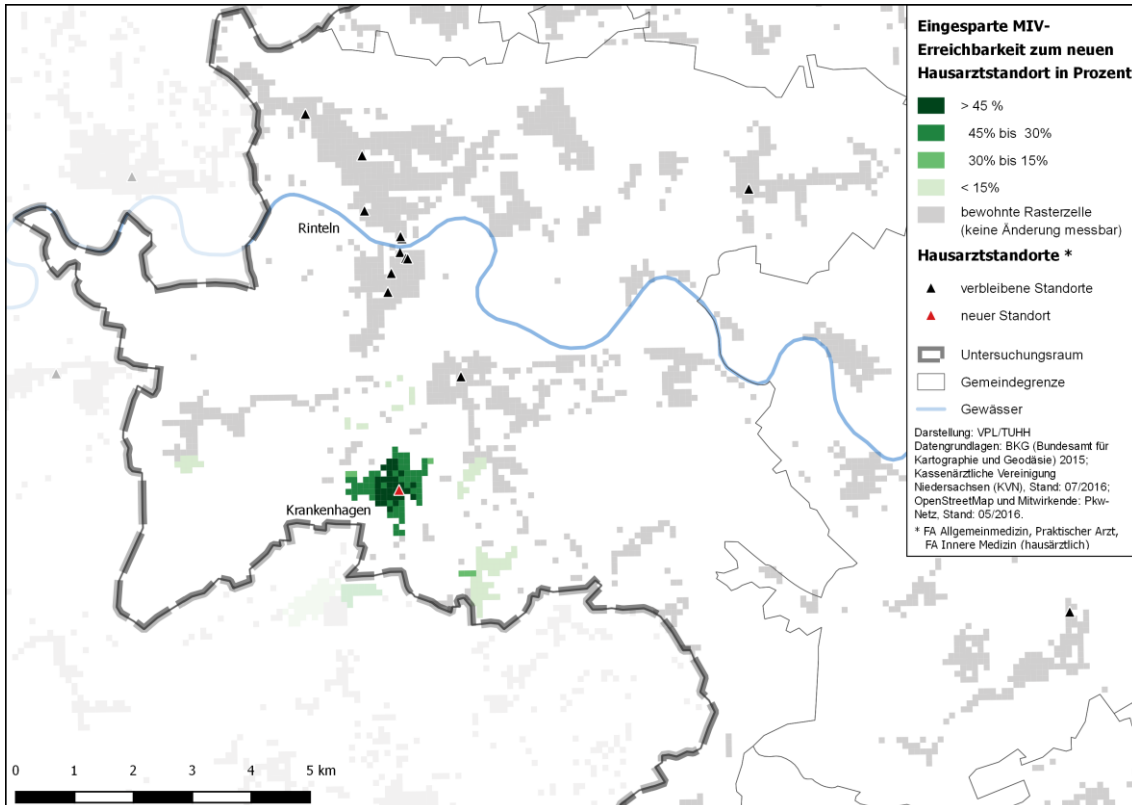 Eingesparte MIV-
Erreichbarkeit zum neuen
Hausarztstandort in Prozent
> 45 %
45% bis 30%
30% bis 15%
< 15%
bewohnte Rasterzelle
(keine Änderung messbar)
Hausarztstandorte *
verbleibene Standorte
neuer Standort
Untersuchungsraum
Gemeindegrenze
Gewässer
Darstellung: VPL/TUHH
Datengrundlagen: BKG (Bundesamt für
Kartographie und Geodäsie) 2015;
Kassenärztliche Vereinigung
Niedersachsen (KVN), Stand: 07/2016;
OpenStreetMap und Mitwirkende: Pkw-
Netz, Stand: 05/2016.
* FA Allgemeinmedizin, Praktischer Arzt,
FA Innere Medizin (hausärztlich)
Rinteln
Krankenhagen
0 1 2 3 4 5 km